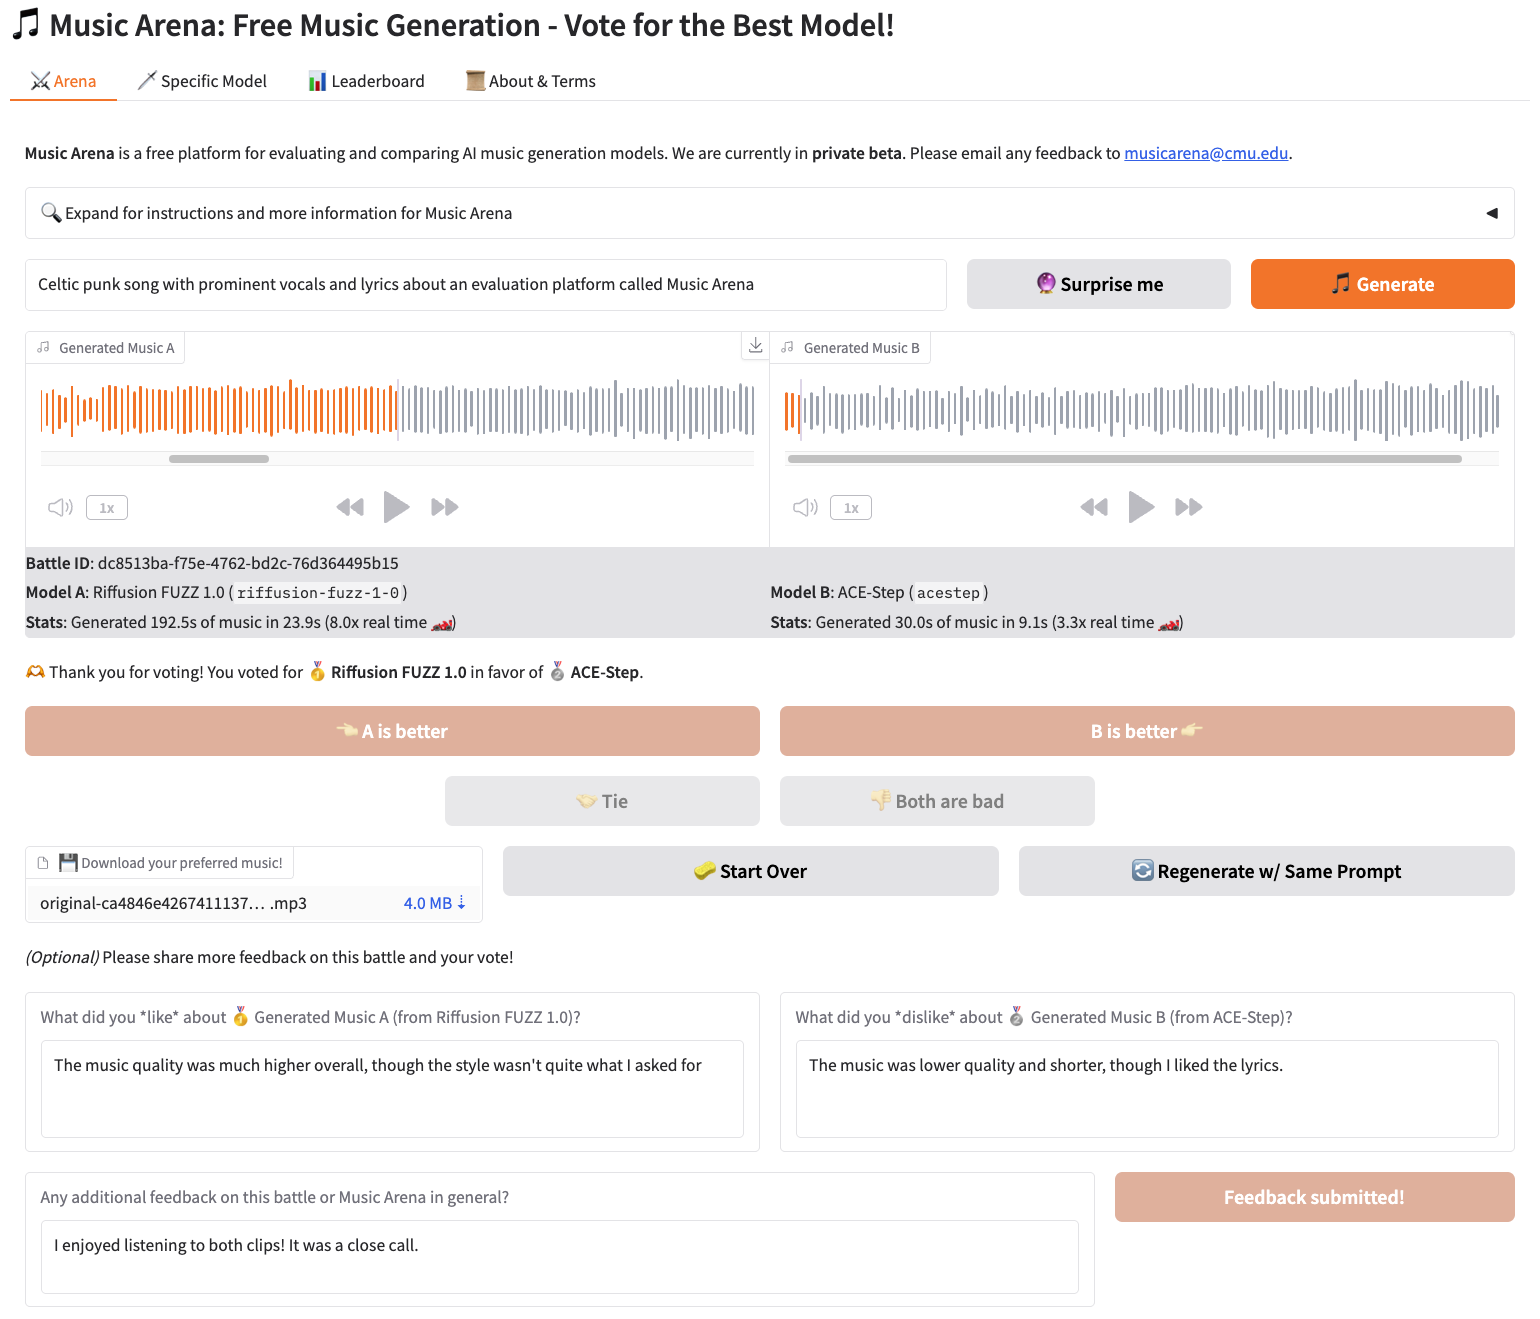 Music Arena: Free Music Generation - Vote for the Best Model!
Arena
Specific Model
Leaderboard
About & Terms
Music Arena is a free platform for evaluating and comparing AI music generation models. We are currently in private beta. Please email any feedback to musicarena@cmu.edu.
Expand for instructions and more information for Music Arena
Celtic punk song with prominent vocals and lyrics about an evaluation platform called Music Arena
Surprise me
Generate
Generated Music A
Generated Music B
1x
1x
Battle ID: dc8513ba-f75e-4762-bd2c-76d364495b15
Model A: Riffusion FUZZ 1.0 (riffusion-fuzz-1-0)
Stats: Generated 192.5s of music in 23.9s (8.0x real time 🏎️)
Model B: ACE-Step (acestep)
Stats: Generated 30.0s of music in 9.1s (3.3x real time 🏎️)
Thank you for voting! You voted for 🥇 Riffusion FUZZ 1.0 in favor of 🥈 ACE-Step.
A is better
B is better
Tie
Both are bad
Download your preferred music!
original-ca4846e4267411137... .mp3
4.0 MB ⇣
Start Over
Regenerate w/ Same Prompt
(Optional) Please share more feedback on this battle and your vote!
What did you *like* about 🥇 Generated Music A (from Riffusion FUZZ 1.0)?
The music quality was much higher overall, though the style wasn't quite what I asked for
What did you *dislike* about 🥈 Generated Music B (from ACE-Step)?
The music was lower quality and shorter, though I liked the lyrics.
Any additional feedback on this battle or Music Arena in general?
I enjoyed listening to both clips! It was a close call.
Feedback submitted!